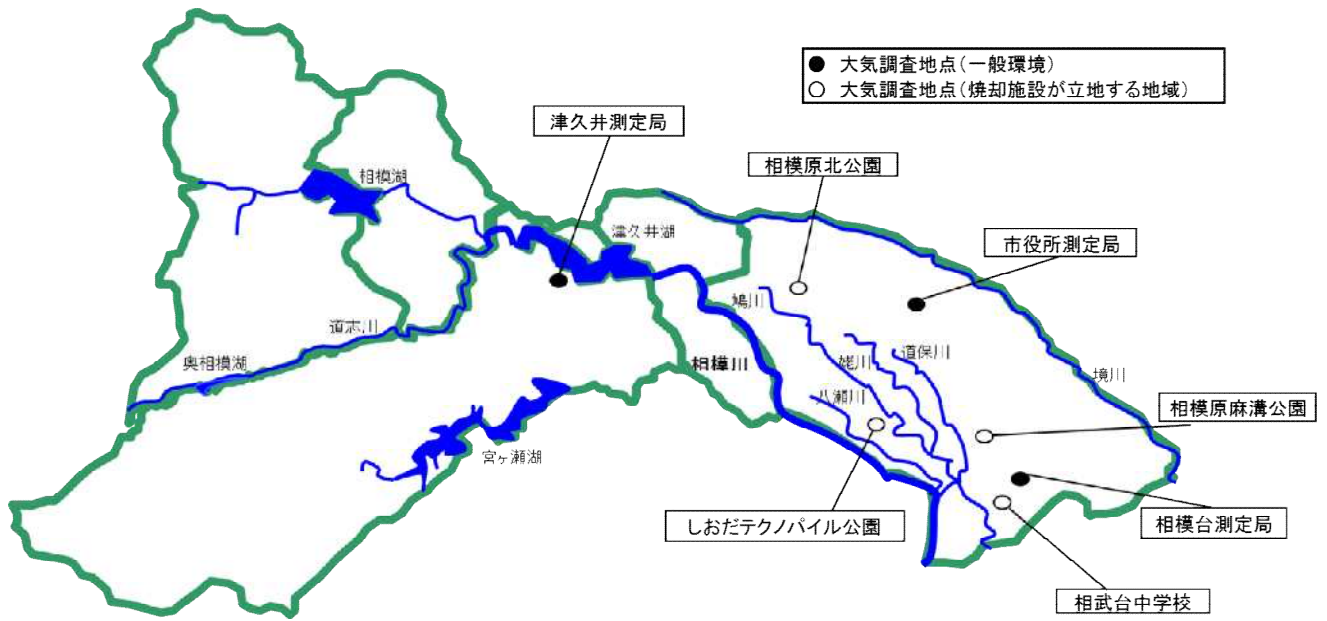 ● 大気調査地点(一般環境)
○ 大気調査地点(焼却施設が立地する地域)
津久井測定局
相模原北公園
相模湖
津久井湖
市役所測定局
鳩川
道志川
奥相模湖
相模川
姥川
道保川
境川
八瀬川
相模原麻溝公園
宮ヶ瀬湖
しおだテクノパイル公園
相模台測定局
相武台中学校